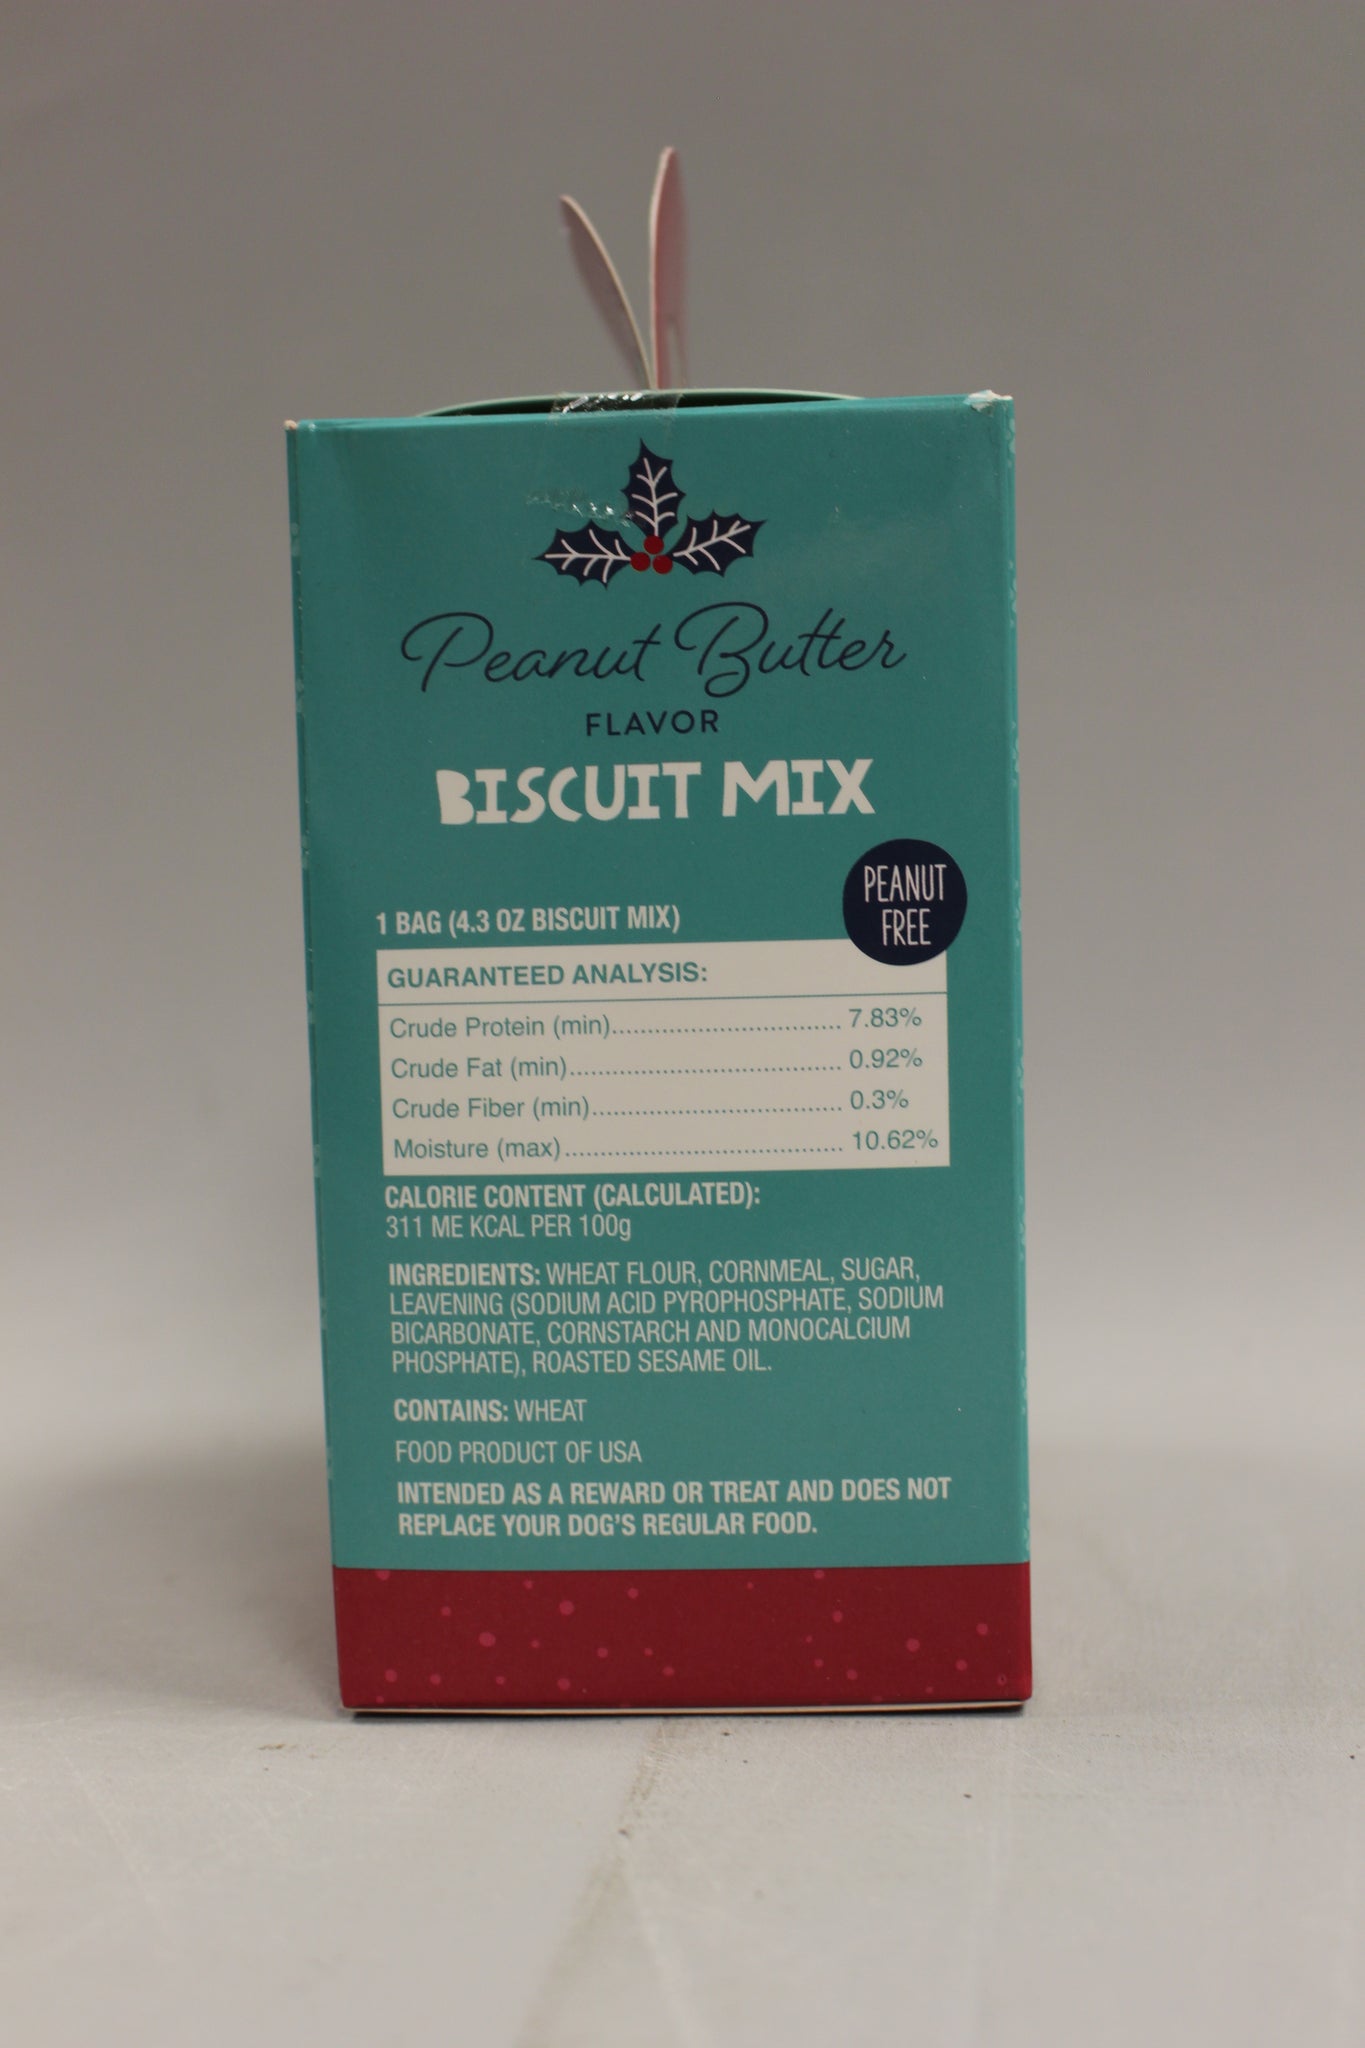 Peanut Butter
FLAVOR
BISCUIT MIX
PEANUT
FREE
1 BAG (4.3 OZ BISCUIT MIX)
GUARANTEED ANALYSIS:
Crude Protein (min)............................... 7.83%
Crude Fat (min)..................................... 0.92%
Crude Fiber (min).................................. 0.3%
Moisture (max)...................................... 10.62%
CALORIE CONTENT (CALCULATED):
311 ME KCAL PER 100g
INGREDIENTS: WHEAT FLOUR, CORNMEAL, SUGAR,
LEAVENING (SODIUM ACID PYROPHOSPHATE, SODIUM
BICARBONATE, CORNSTARCH AND MONOCALCIUM
PHOSPHATE), ROASTED SESAME OIL.
CONTAINS: WHEAT
FOOD PRODUCT OF USA
INTENDED AS A REWARD OR TREAT AND DOES NOT
REPLACE YOUR DOG'S REGULAR FOOD.